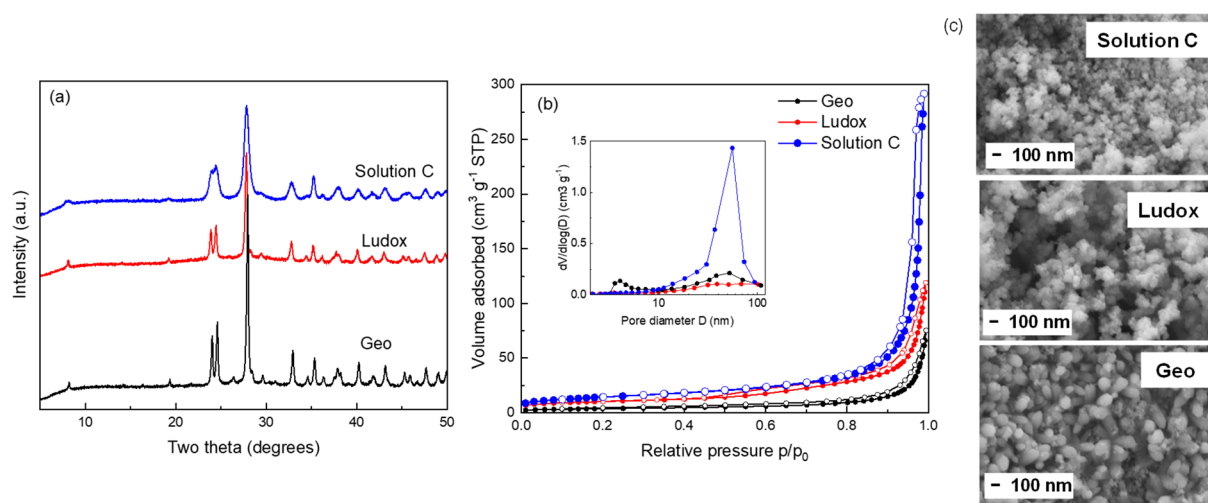 (a)
Solution C
Ludox
Geo
Intensity (a.u.)
10 20 30 40 50
Two theta (degrees)
(b)
Geo
Ludox
Solution C
300
250
200
150
100
50
0
Volume adsorbed (cm³ g⁻¹ STP)
0.0 0.2 0.4 0.6 0.8 1.0
Relative pressure p/p₀
1.5
1.0
0.5
0.0
dV/dlog(D) (cm3 g⁻¹)
10 100
Pore diameter D (nm)
(c)
Solution C
100 nm
Ludox
100 nm
Geo
100 nm